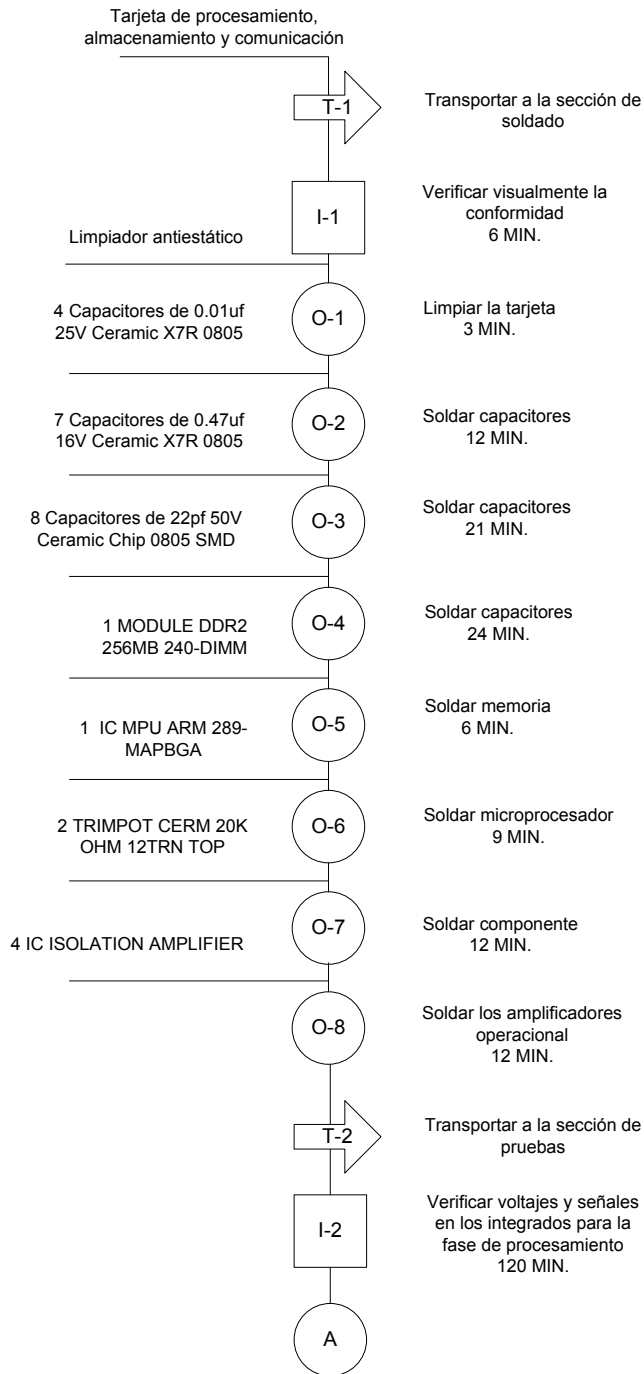 Tarjeta de procesamiento,
almacenamiento y comunicación
T-1
Transportar a la sección de
soldado
I-1
Verificar visualmente la
conformidad
6 MIN.
Limpiador antiestático
O-1
Limpiar la tarjeta
3 MIN.
4 Capacitores de 0.01uf
25V Ceramic X7R 0805
O-2
Soldar capacitores
12 MIN.
7 Capacitores de 0.47uf
16V Ceramic X7R 0805
O-3
Soldar capacitores
21 MIN.
8 Capacitores de 22pf 50V
Ceramic Chip 0805 SMD
O-4
Soldar capacitores
24 MIN.
1 MODULE DDR2
256MB 240-DIMM
O-5
Soldar memoria
6 MIN.
1 IC MPU ARM 289-
MAPBGA
O-6
Soldar microprocesador
9 MIN.
2 TRIMPOT CERM 20K
OHM 12TRN TOP
O-7
Soldar componente
12 MIN.
4 IC ISOLATION AMPLIFIER
O-8
Soldar los amplificadores
operacional
12 MIN.
T-2
Transportar a la sección de
pruebas
I-2
Verificar voltajes y señales
en los integrados para la
fase de procesamiento
120 MIN.
A